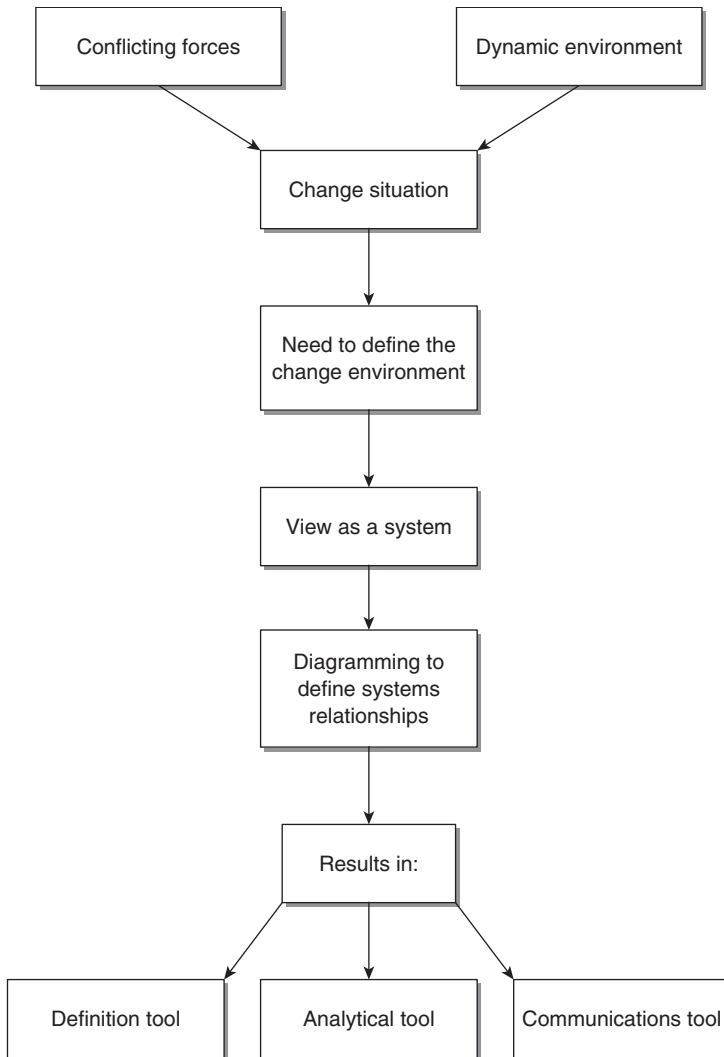 Conflicting forces
Dynamic environment
Change situation
Need to define the
change environment
View as a system
Diagramming to
define systems
relationships
Results in:
Definition tool
Analytical tool
Communications tool